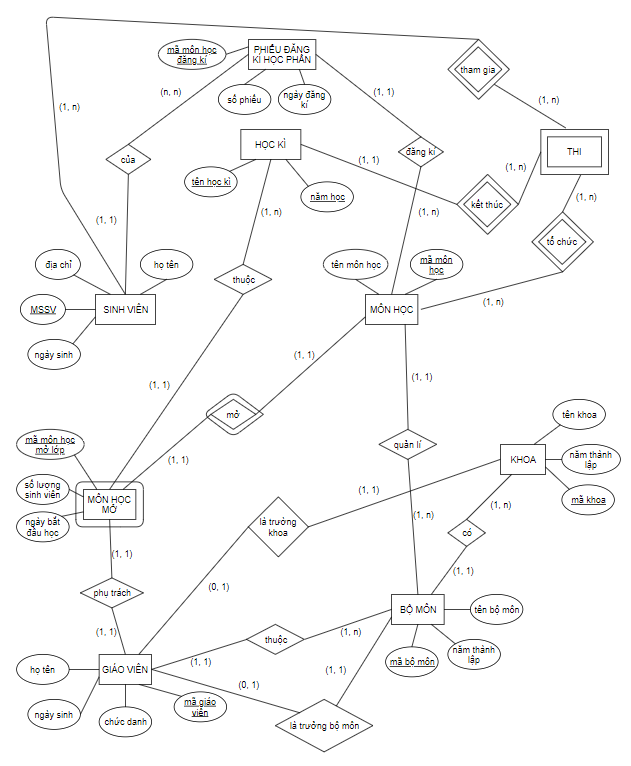 mã môn học
đăng kí
PHIẾU ĐĂNG
KÍ HỌC PHẦN
tham gia
(n, n)
số phiếu
ngày đăng
kí
(1, 1)
(1, n)
(1, n)
HỌC KÌ
của
(1, 1)
đăng kí
THI
tên học kì
năm học
(1, n)
kết thúc
(1, n)
(1, n)
(1, 1)
(1, n)
tổ chức
địa chỉ
họ tên
thuộc
tên môn học
mã môn
học
MSSV
SINH VIÊN
MÔN HỌC
(1, n)
ngày sinh
(1, 1)
(1, 1)
(1, 1)
mở
tên khoa
mã môn học
mở lớp
(1, 1)
quản lí
KHOA
năm thành
lập
số lượng
sinh viên
MÔN HỌC
MỞ
(1, 1)
mã khoa
ngày bắt
đầu học
là trưởng
khoa
(1, n)
(1, n)
có
(1, 1)
(0, 1)
(1, 1)
phụ trách
BỘ MÔN
tên bộ môn
(1, 1)
thuộc
(1, n)
năm thành
lập
họ tên
GIÁO VIÊN
(1, 1)
(1, 1)
mã bộ môn
(0, 1)
ngày sinh
chức danh
mã giáo
viên
là trưởng bộ môn